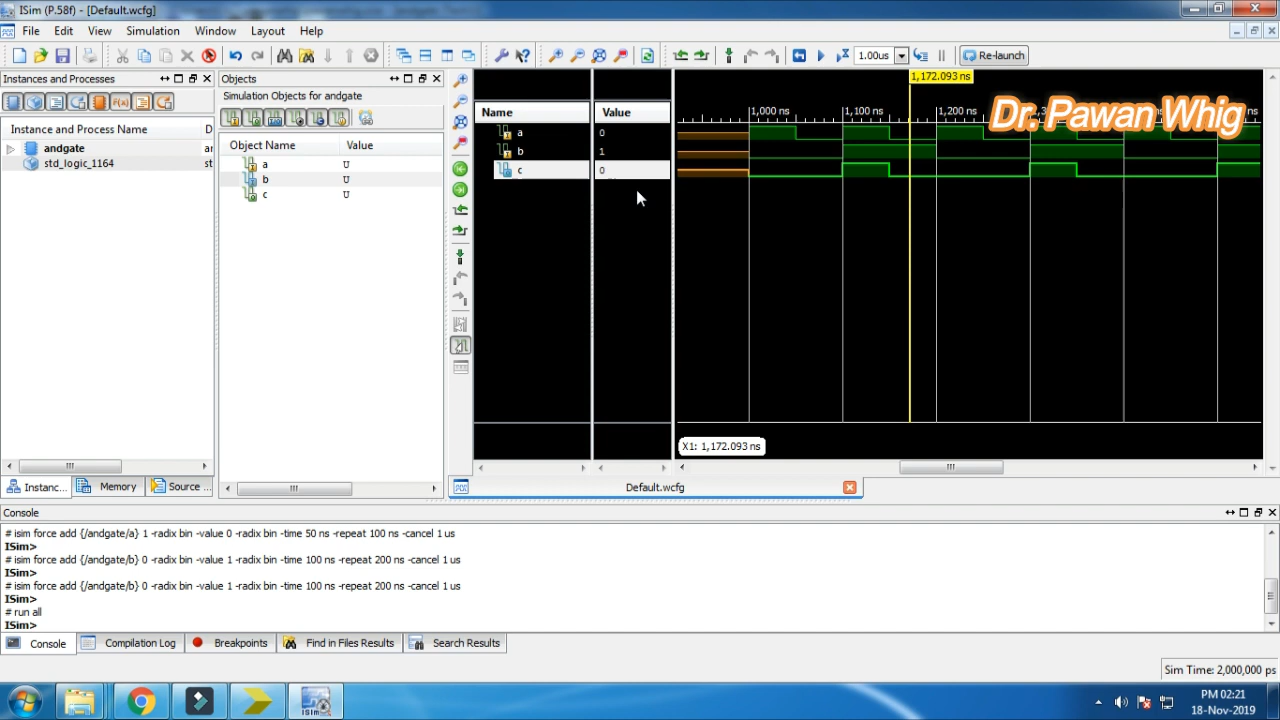 ISim (P.58f) - [Default.wcfg]
File Edit View Simulation Window Layout Help
1.00us Re-launch
Instances and Processes
Instance and Process Name D
andgate ar
std_logic_1164 st
Instanc... Memory Source ...
Objects
Simulation Objects for andgate
Object Name Value
a U
b U
c U
Name Value
a 0
b 1
c 0
1,172.093 ns
1,000 ns 1,100 ns 1,200 ns
Dr. Pawan Whig
X1: 1,172.093 ns
Default.wcfg
Console
# isim force add {/andgate/a} 1 -radix bin -value 0 -radix bin -time 50 ns -repeat 100 ns -cancel 1 us
ISim>
# isim force add {/andgate/b} 0 -radix bin -value 1 -radix bin -time 100 ns -repeat 200 ns -cancel 1 us
ISim>
# isim force add {/andgate/b} 0 -radix bin -value 1 -radix bin -time 100 ns -repeat 200 ns -cancel 1 us
ISim>
# run all
ISim>
Console Compilation Log Breakpoints Find in Files Results Search Results
Sim Time: 2,000,000 ps
ISim
PM 02:21
18-Nov-2019